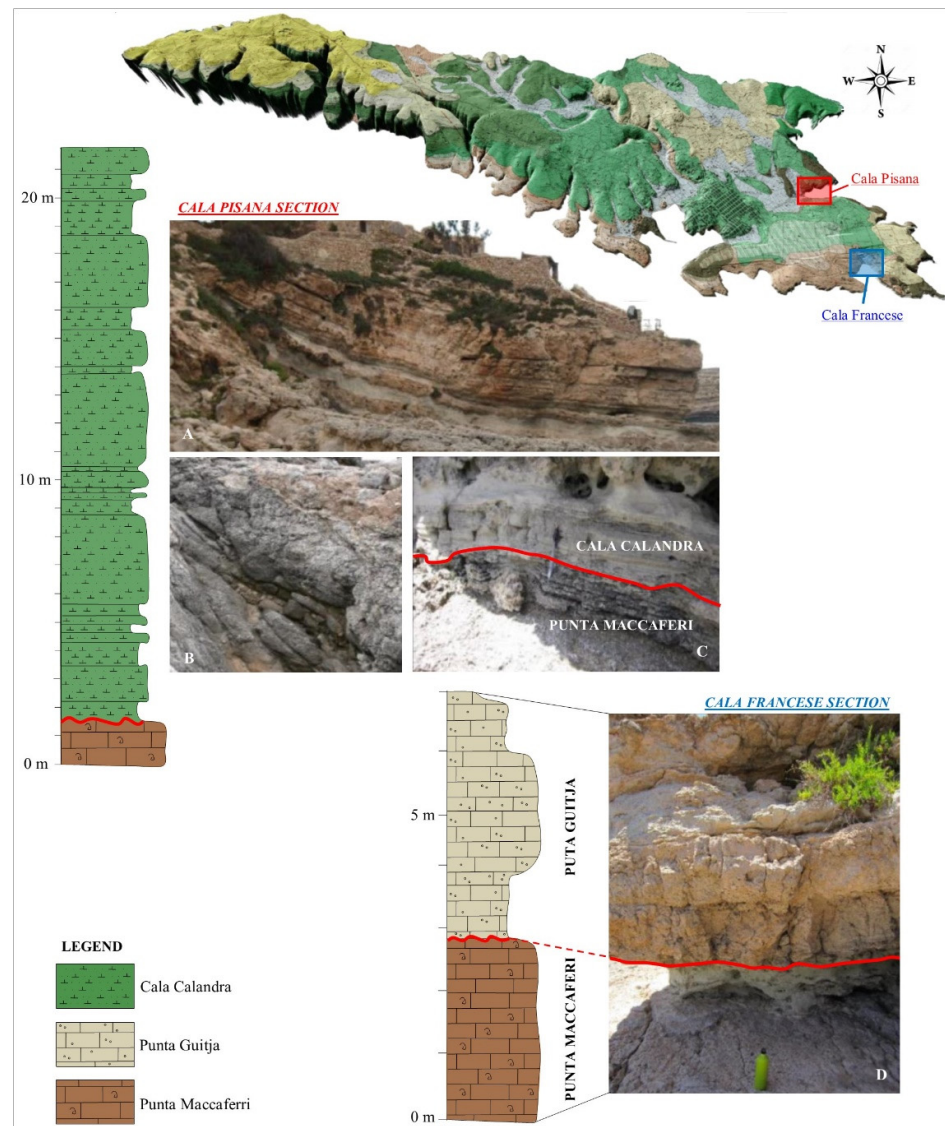 N
W E
S
Cala Pisana
20 m
CALA PISANA SECTION
Cala Francese
A
10 m
CALA CALANDRA
PUNTA MACCAFERI
B
C
CALA FRANCESE SECTION
0 m
5 m
PUTA GUITJA
LEGEND
Cala Calandra
Punta Guitja
PUNTA MACCAFERI
D
Punta Maccaferri
0 m